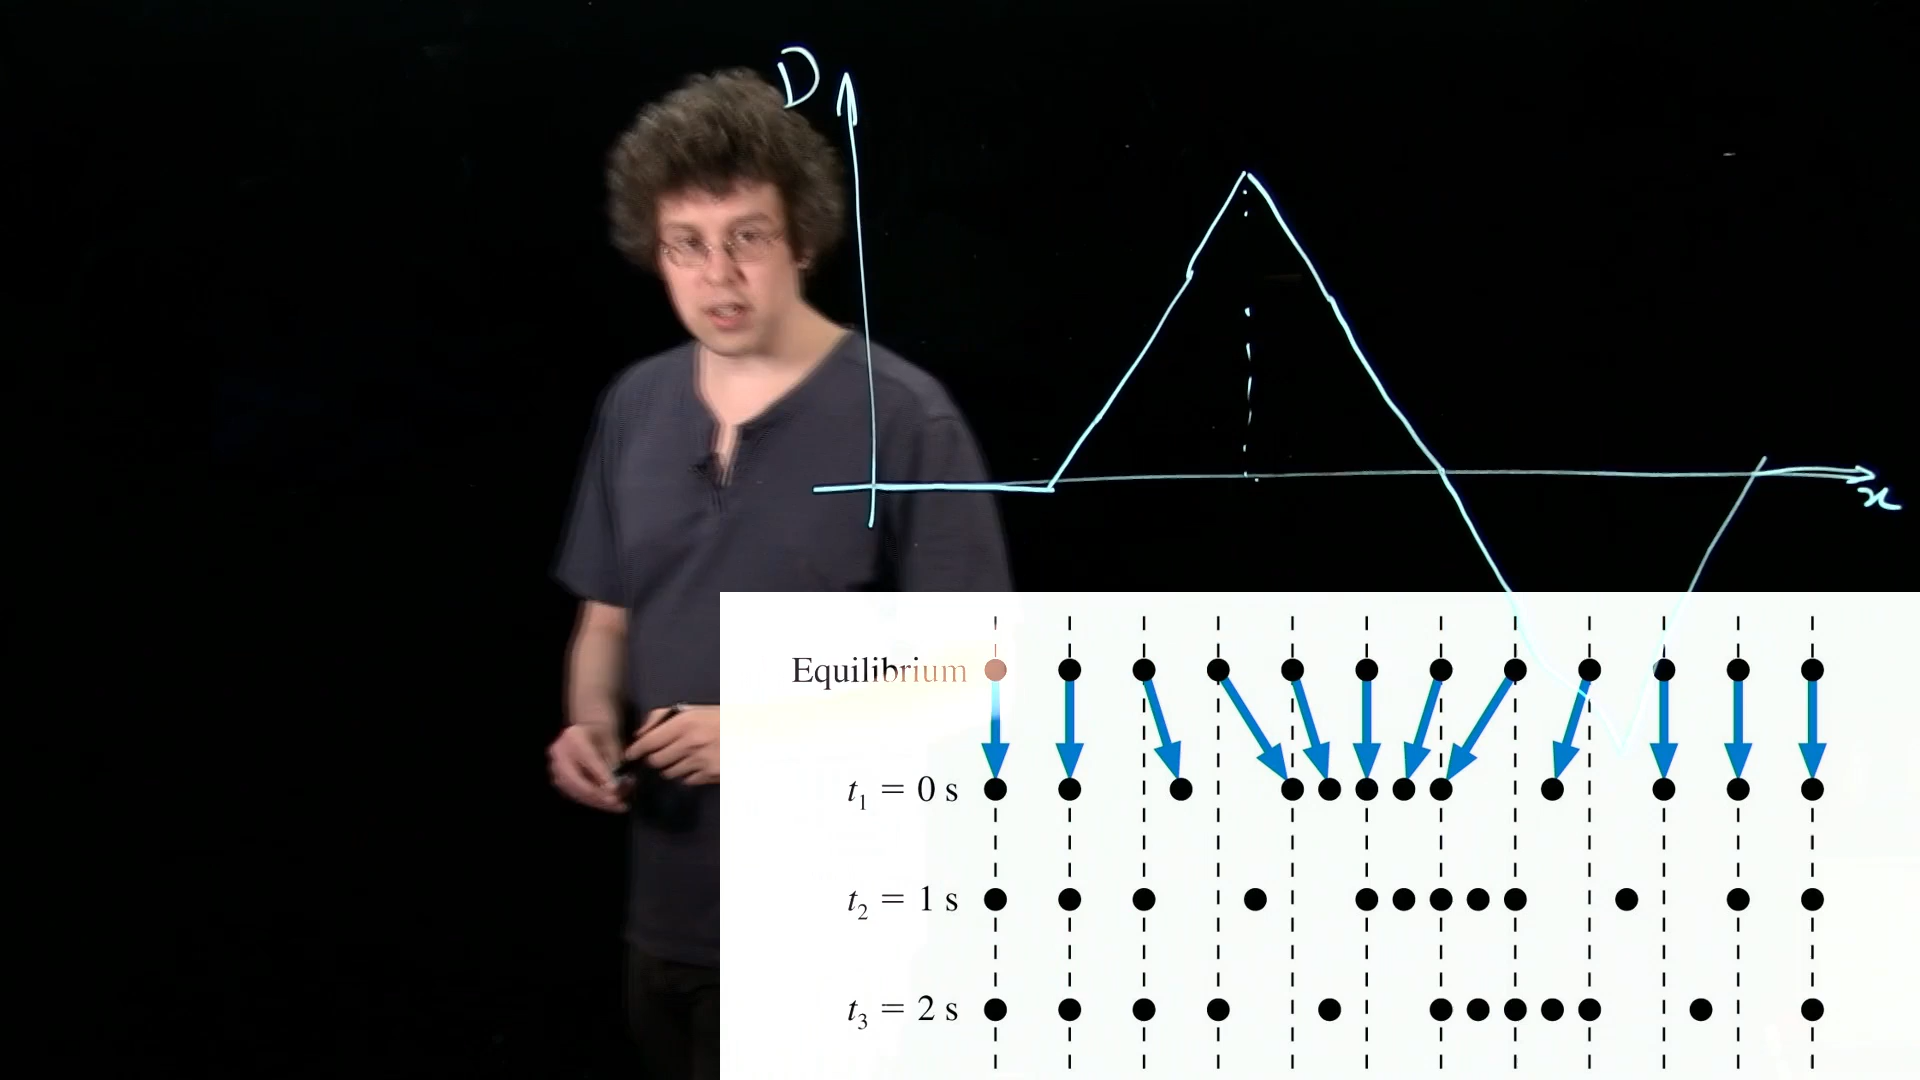 D
x
Equilibrium
t₁ = 0 s
t₂ = 1 s
t₃ = 2 s